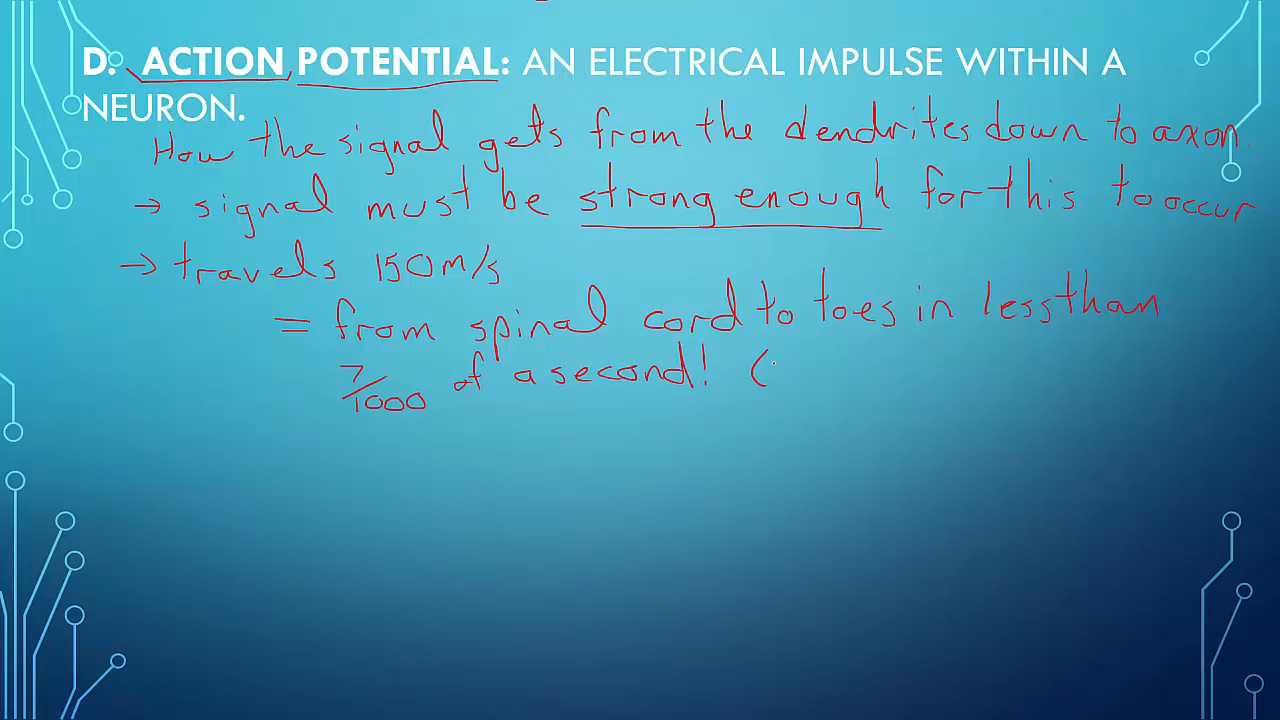 D. ACTION POTENTIAL: AN ELECTRICAL IMPULSE WITHIN A
NEURON.
How the signal gets from the dendrites down to axon.
→ signal must be strong enough for this to occur
→ travels 150m/s
= from spinal cord to toes in less than
7/1000 of a second! (